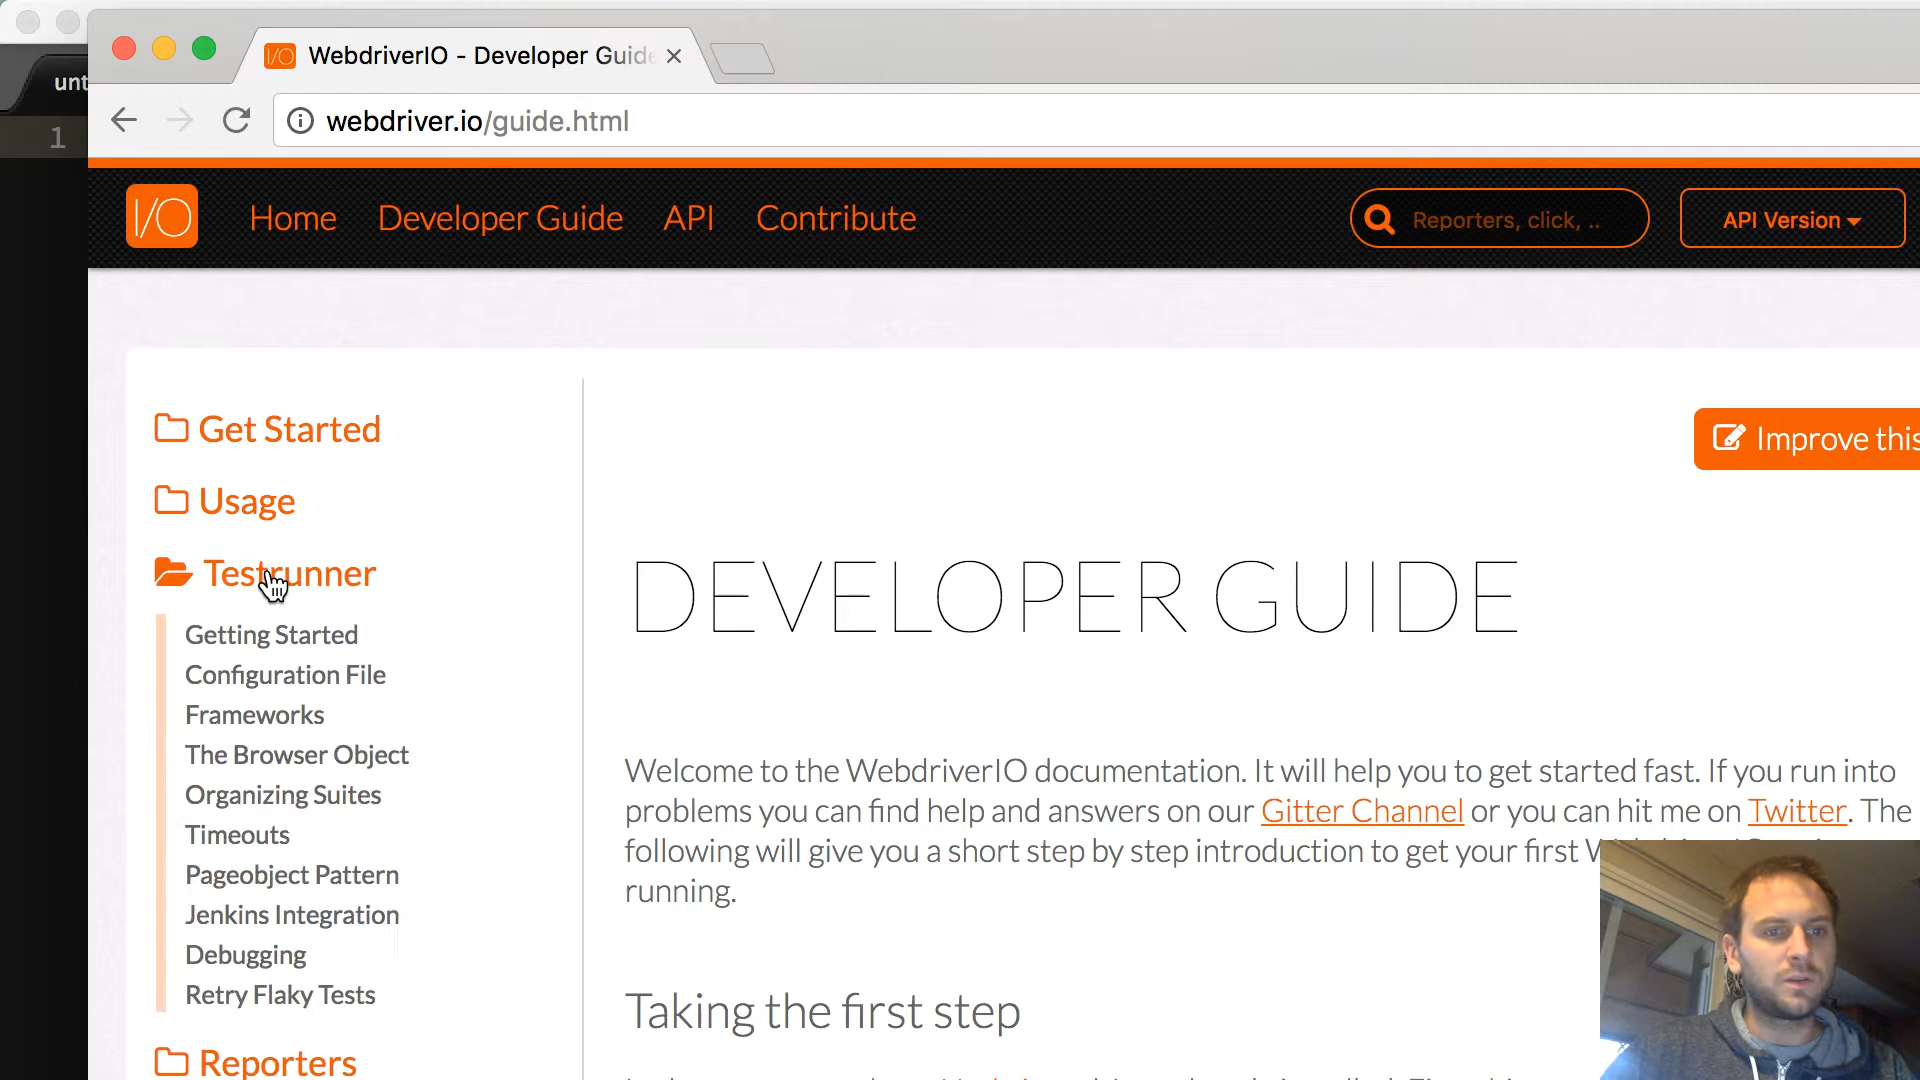 WebdriverIO - Developer Guide
unt
webdriver.io/guide.html
1
I/O Home Developer Guide API Contribute Reporters, click, .. API Version
Get Started
Improve this
Usage
Testrunner
DEVELOPER GUIDE
Getting Started
Configuration File
Frameworks
The Browser Object
Organizing Suites
Timeouts
Pageobject Pattern
Jenkins Integration
Debugging
Retry Flaky Tests
Reporters
Welcome to the WebdriverIO documentation. It will help you to get started fast. If you run into
problems you can find help and answers on our Gitter Channel or you can hit me on Twitter. The
following will give you a short step by step introduction to get your first
running.
Taking the first step